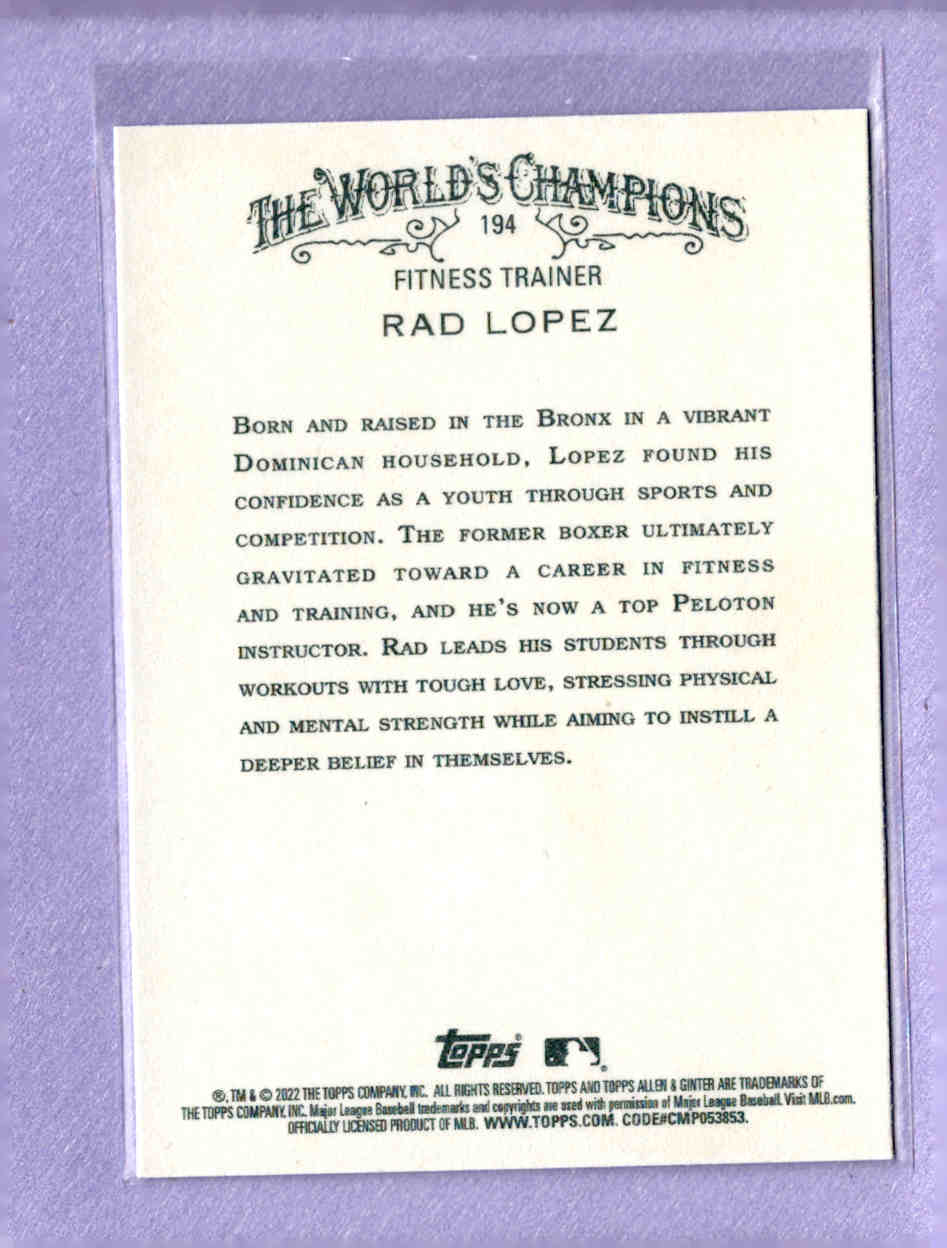 THE WORLD'S CHAMPIONS
194
FITNESS TRAINER
RAD LOPEZ
BORN AND RAISED IN THE BRONX IN A VIBRANT
DOMINICAN HOUSEHOLD, LOPEZ FOUND HIS
CONFIDENCE AS A YOUTH THROUGH SPORTS AND
COMPETITION. THE FORMER BOXER ULTIMATELY
GRAVITATED TOWARD A CAREER IN FITNESS
AND TRAINING, AND HE'S NOW A TOP PELOTON
INSTRUCTOR. RAD LEADS HIS STUDENTS THROUGH
WORKOUTS WITH TOUGH LOVE, STRESSING PHYSICAL
AND MENTAL STRENGTH WHILE AIMING TO INSTILL A
DEEPER BELIEF IN THEMSELVES.
TOPPS®
®, TM & © 2022 THE TOPPS COMPANY, INC. ALL RIGHTS RESERVED. TOPPS AND TOPPS ALLEN & GINTER ARE TRADEMARKS OF
THE TOPPS COMPANY, INC. Major League Baseball trademarks and copyrights are used with permission of Major League Baseball. Visit MLB.com.
OFFICIALLY LICENSED PRODUCT OF MLB. WWW.TOPPS.COM. CODE#CMP053853.